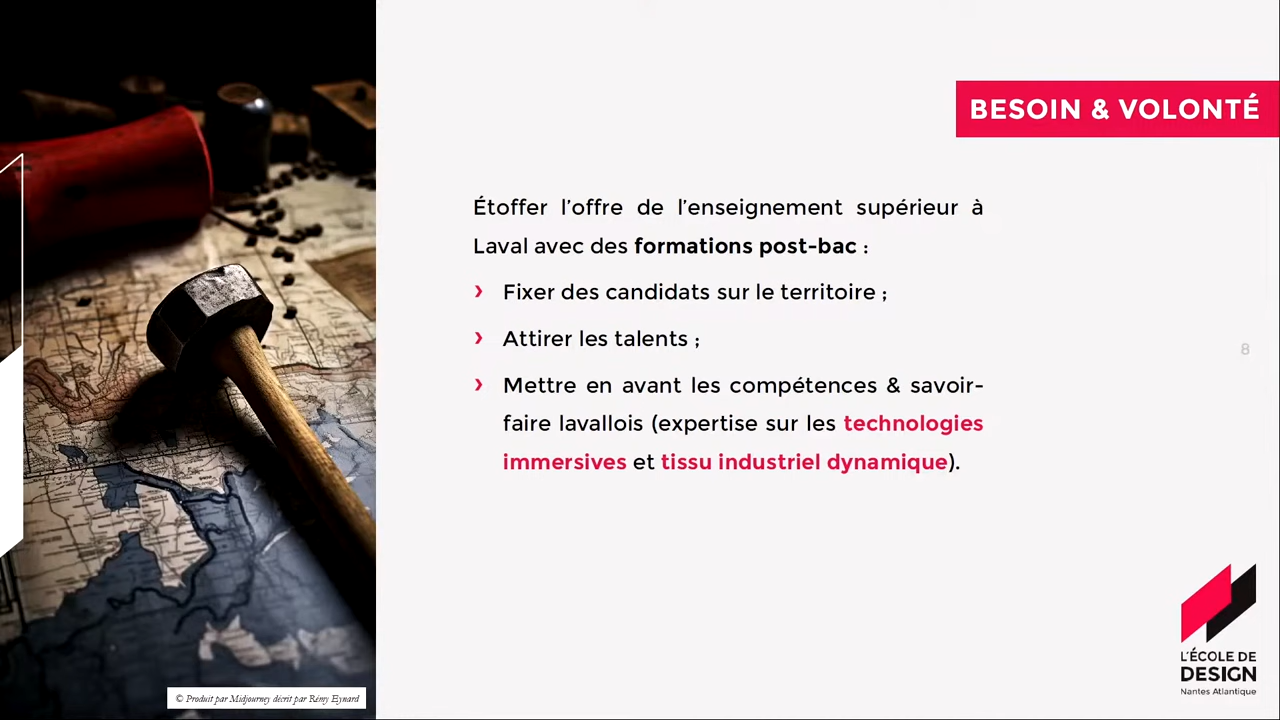 BESOIN & VOLONTÉ
Étoffer l’offre de l’enseignement supérieur à
Laval avec des formations post-bac :
› Fixer des candidats sur le territoire ;
› Attirer les talents ;
› Mettre en avant les compétences & savoir-
faire lavallois (expertise sur les technologies
immersives et tissu industriel dynamique).
8
L’ÉCOLE DE
DESIGN
Nantes Atlantique
© Produit par Midjourney décrit par Rémy Eynard